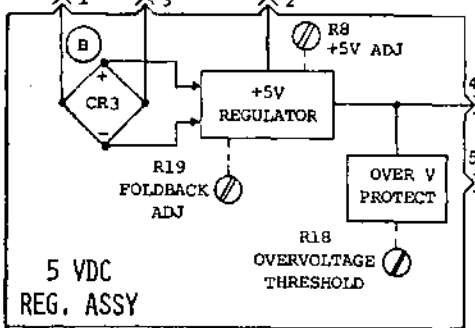 1 3 2
B
R8
+5V ADJ
+
CR3
−
+5V
REGULATOR
4
5
R19
FOLDBACK
ADJ
OVER V
PROTECT
R18
OVERVOLTAGE
THRESHOLD
5 VDC
REG. ASSY